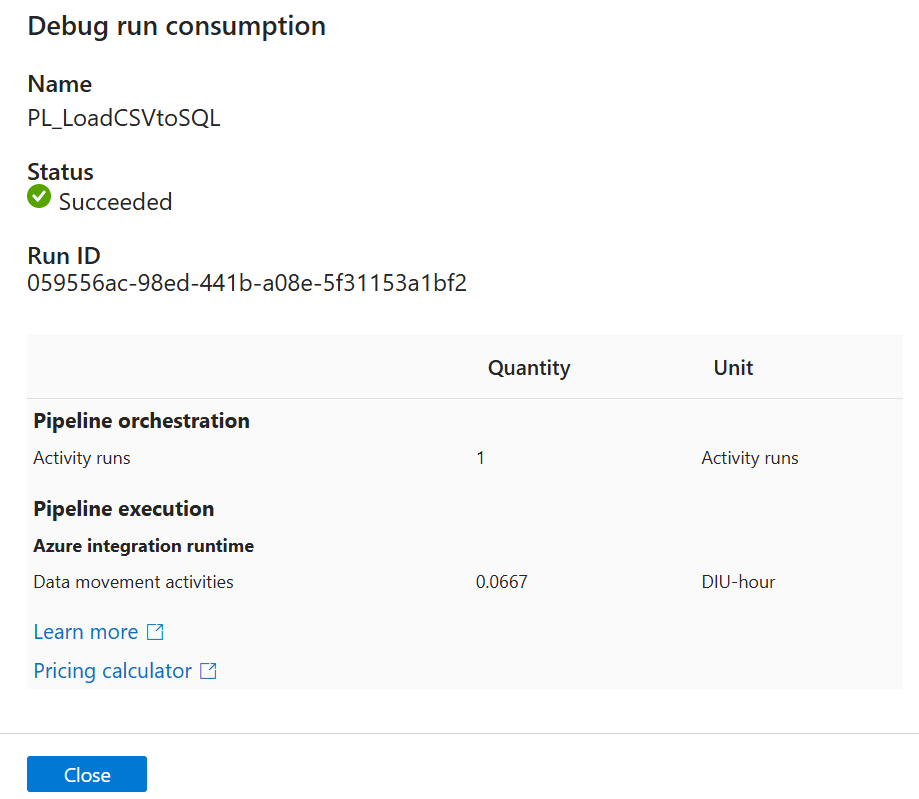 Debug run consumption
Name
PL_LoadCSVtoSQL
Status
Succeeded
Run ID
059556ac-98ed-441b-a08e-5f31153a1bf2
Quantity Unit
Pipeline orchestration
Activity runs 1 Activity runs
Pipeline execution
Azure integration runtime
Data movement activities 0.0667 DIU-hour
Learn more
Pricing calculator
Close